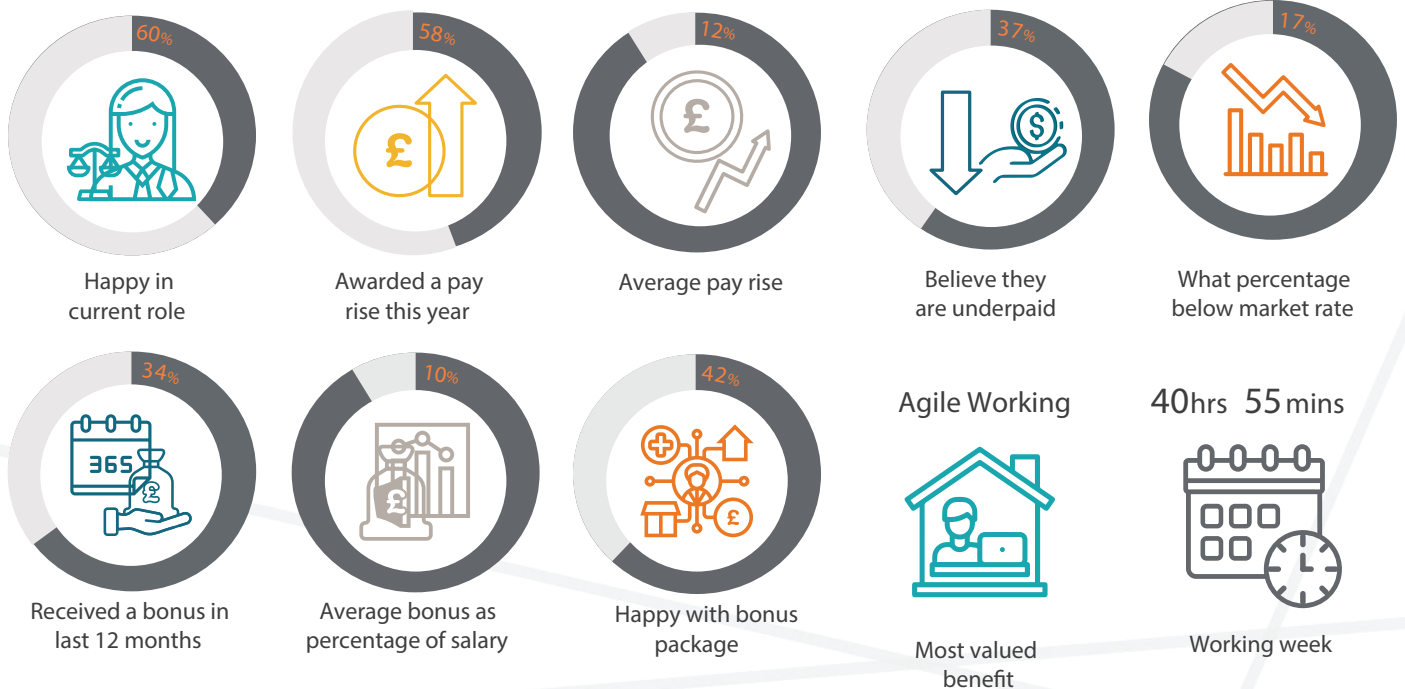 60%
58%
12%
37%
17%
£
£
$
Happy in
current role
Awarded a pay
rise this year
Average pay rise
Believe they
are underpaid
What percentage
below market rate
34%
10%
42%
Agile Working
40hrs 55 mins
365
£
£
£
Received a bonus in
last 12 months
Average bonus as
percentage of salary
Happy with bonus
package
Most valued
benefit
Working week